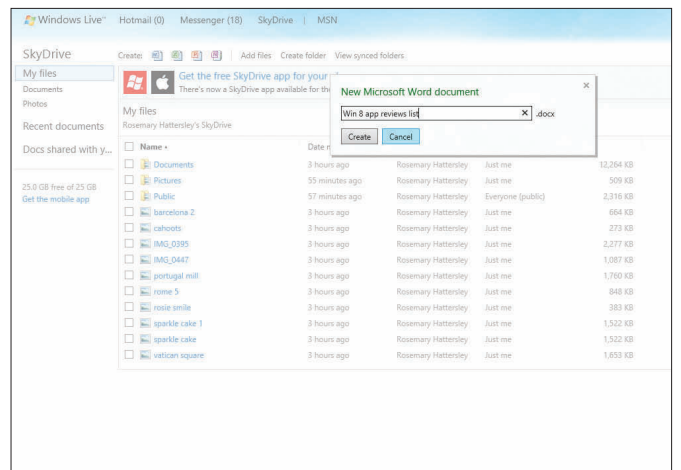 Windows Live™ Hotmail (0) Messenger (18) SkyDrive | MSN
SkyDrive
My files
Documents
Photos
Recent documents
Docs shared with y...
25.0 GB free of 25 GB
Get the mobile app
Create: Add files Create folder View synced folders
Get the free SkyDrive app for your
There's now a SkyDrive app available for th
New Microsoft Word document ×
Win 8 app reviews list × .docx
Create Cancel
My files
Rosemary Hattersley's SkyDrive
Name Date
Documents 3 hours ago Rosemary Hattersley Just me 12,264 KB
Pictures 55 minutes ago Rosemary Hattersley Just me 509 KB
Public 57 minutes ago Rosemary Hattersley Everyone (public) 2,316 KB
barcelona 2 3 hours ago Rosemary Hattersley Just me 664 KB
cahoots 3 hours ago Rosemary Hattersley Just me 273 KB
IMG_0395 3 hours ago Rosemary Hattersley Just me 2,277 KB
IMG_0447 3 hours ago Rosemary Hattersley Just me 1,087 KB
portugal mill 3 hours ago Rosemary Hattersley Just me 1,760 KB
rome 5 3 hours ago Rosemary Hattersley Just me 848 KB
rosie smile 3 hours ago Rosemary Hattersley Just me 383 KB
sparkle cake 1 3 hours ago Rosemary Hattersley Just me 1,522 KB
sparkle cake 3 hours ago Rosemary Hattersley Just me 1,522 KB
vatican square 3 hours ago Rosemary Hattersley Just me 1,653 KB